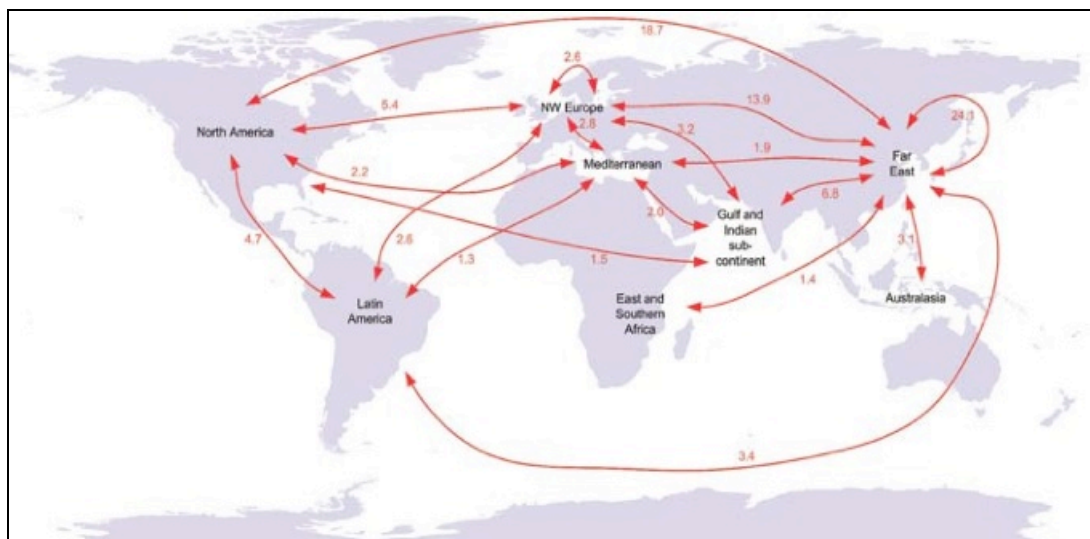 18.7
2.6
NW Europe
13.9
5.4
24.1
North America
2.8
3.2
Far
East
Mediterranean
1.9
2.2
6.8
2.0
Gulf and
Indian
sub-
continent
4.7
2.6
1.3
1.5
3.1
1.4
Latin
America
East and
Southern
Africa
Australasia
3.4